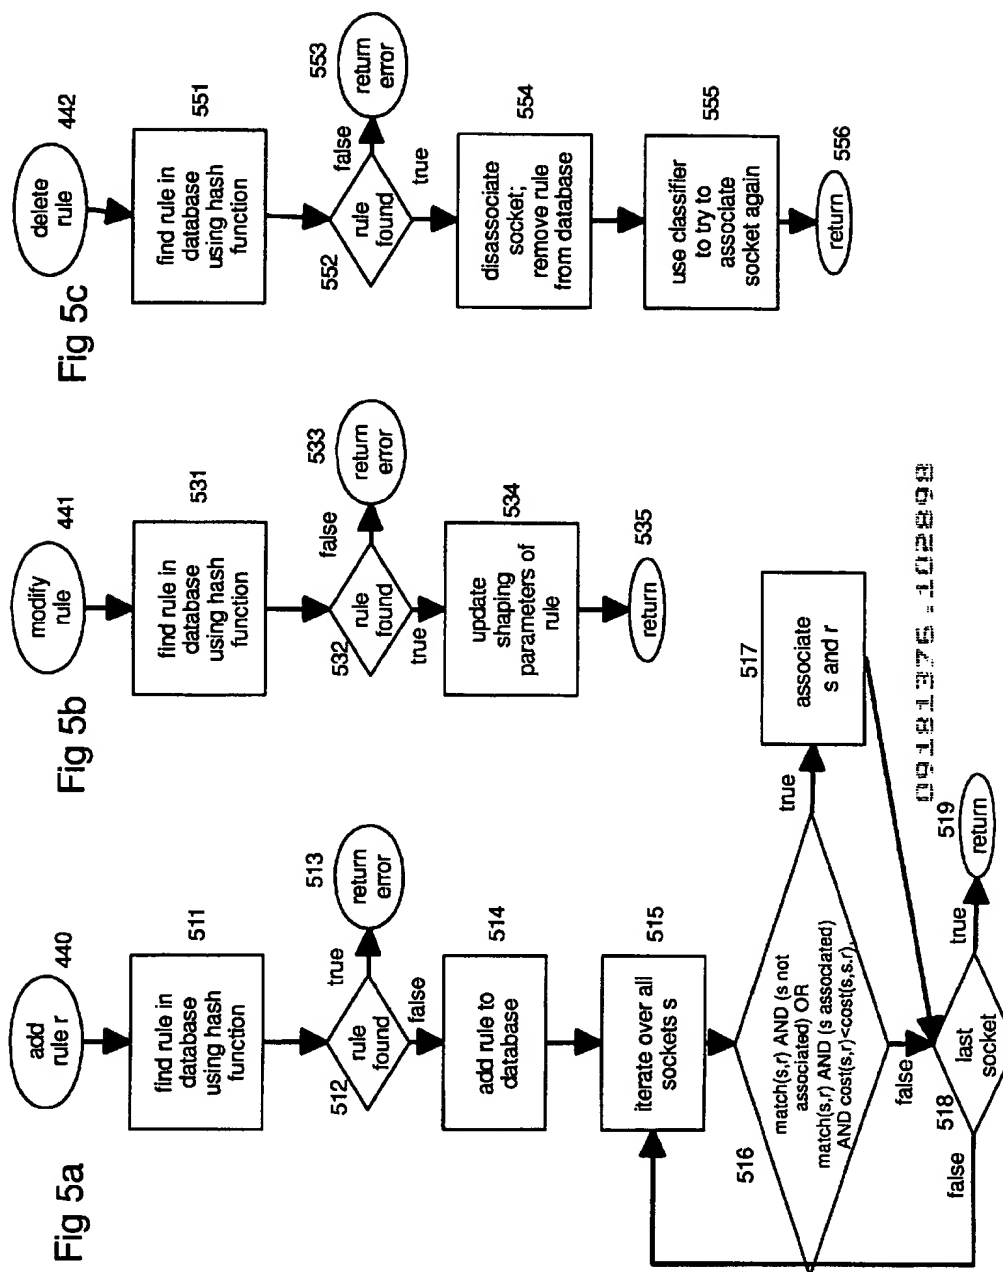 Fig 5a
add
rule r
440
find rule in
database
using hash
function
511
rule
found
512
true
return
error
513
false
add rule to
database
514
iterate over all
sockets s
515
match(s,r) AND (s not
associated) OR
match(s,r) AND (s associated)
AND cost(s,r)<cost(s,s.r),
516
true
associate
s and r
517
false
last
socket
518
true
return
519
false
Fig 5b
modify
rule
441
find rule in
database
using hash
function
531
rule
found
532
false
return
error
533
true
update
shaping
parameters of
rule
534
return
535
Fig 5c
delete
rule
442
find rule in
database
using hash
function
551
rule
found
552
false
return
error
553
true
disassociate
socket;
remove rule
from database
554
use classifier
to try to
associate
socket again
555
return
556
09181376.102898